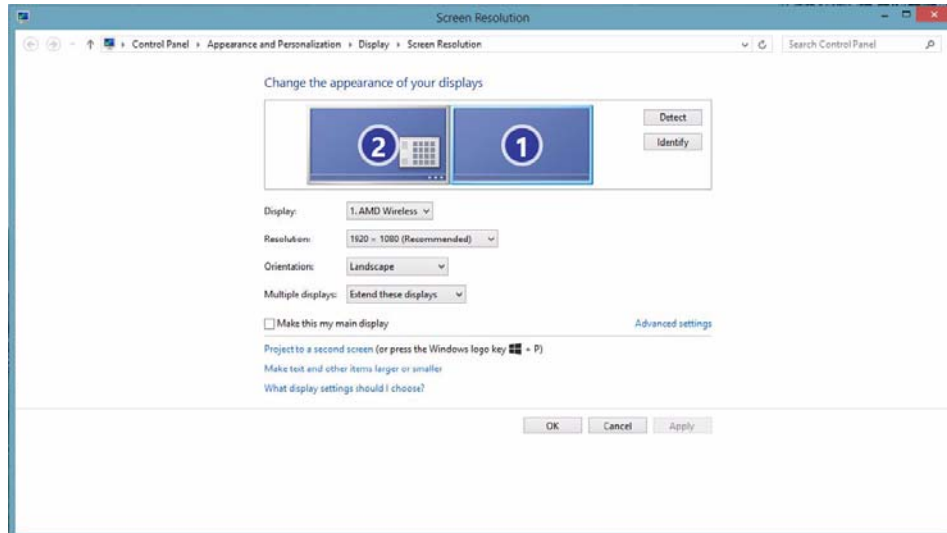 Screen Resolution
Control Panel Appearance and Personalization Display Screen Resolution Search Control Panel
Change the appearance of your displays
2 1
Detect
Identify
Display: 1. AMD Wireless
Resolution: 1920 × 1080 (Recommended)
Orientation: Landscape
Multiple displays: Extend these displays
Make this my main display Advanced settings
Project to a second screen (or press the Windows logo key + P)
Make text and other items larger or smaller
What display settings should I choose?
OK Cancel Apply